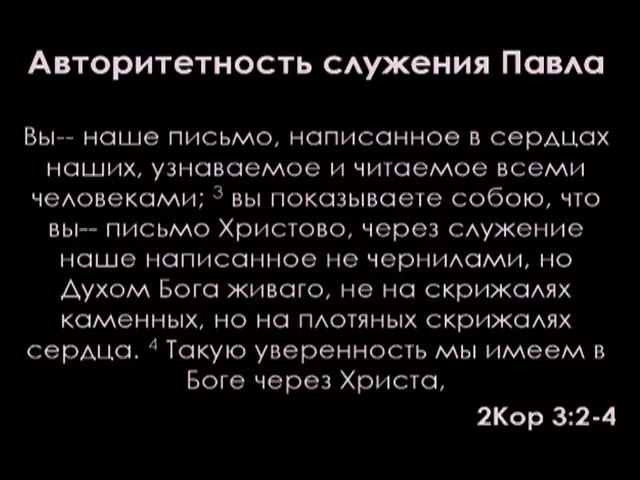 Авторитетность служения Павла
Вы-- наше письмо, написанное в сердцах
наших, узнаваемое и читаемое всеми
человеками; ³ вы показываете собою, что
вы-- письмо Христово, через служение
наше написанное не чернилами, но
Духом Бога живаго, не на скрижалях
каменных, но на плотяных скрижалях
сердца. ⁴ Такую уверенность мы имеем в
Боге через Христа,
2Кор 3:2-4